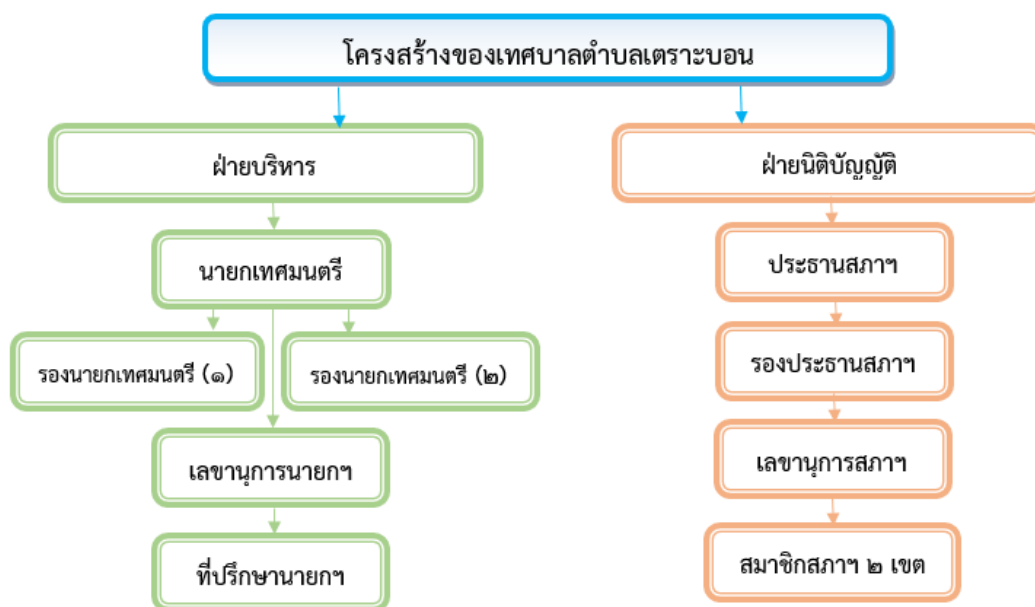 โครงสร้างของเทศบาลตำบลเตราะบอน
ฝ่ายบริหาร
นายกเทศมนตรี
รองนายกเทศมนตรี (๑)
รองนายกเทศมนตรี (๒)
เลขานุการนายกฯ
ที่ปรึกษานายกฯ
ฝ่ายนิติบัญญัติ
ประธานสภาฯ
รองประธานสภาฯ
เลขานุการสภาฯ
สมาชิกสภาฯ ๒ เขต